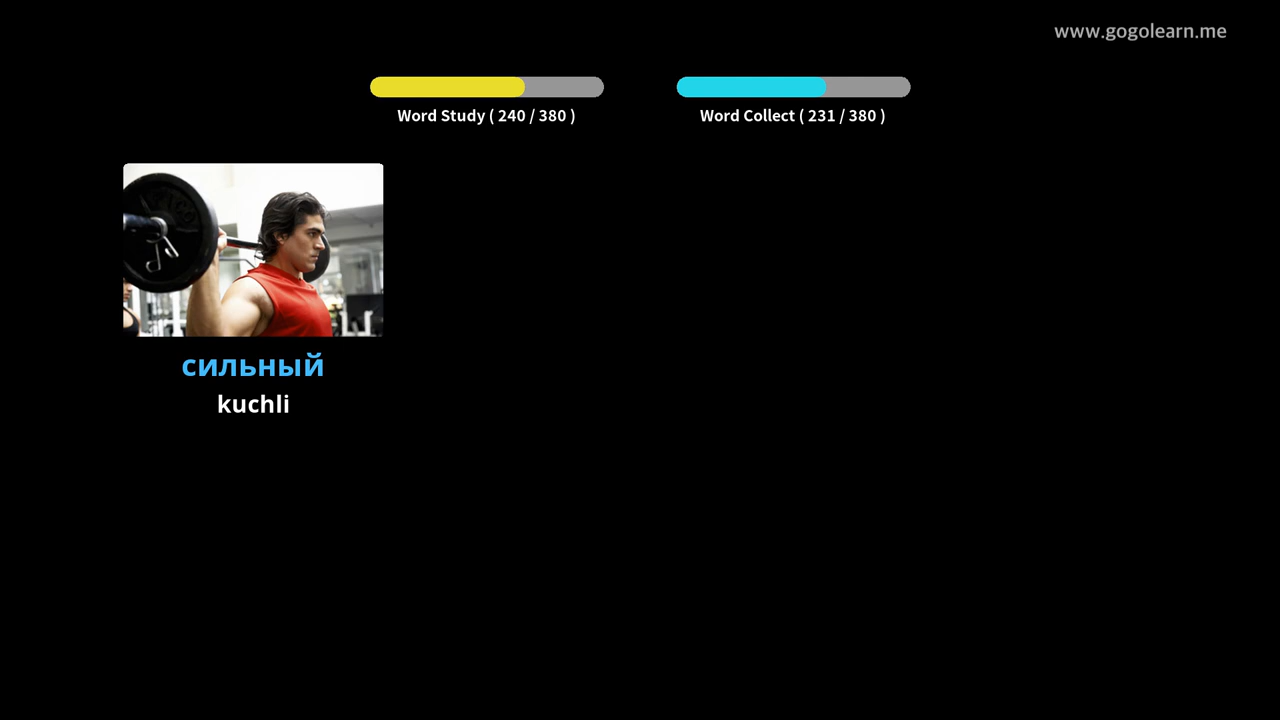 www.gogolearn.me
Word Study ( 240 / 380 )
Word Collect ( 231 / 380 )
сильный
kuchli